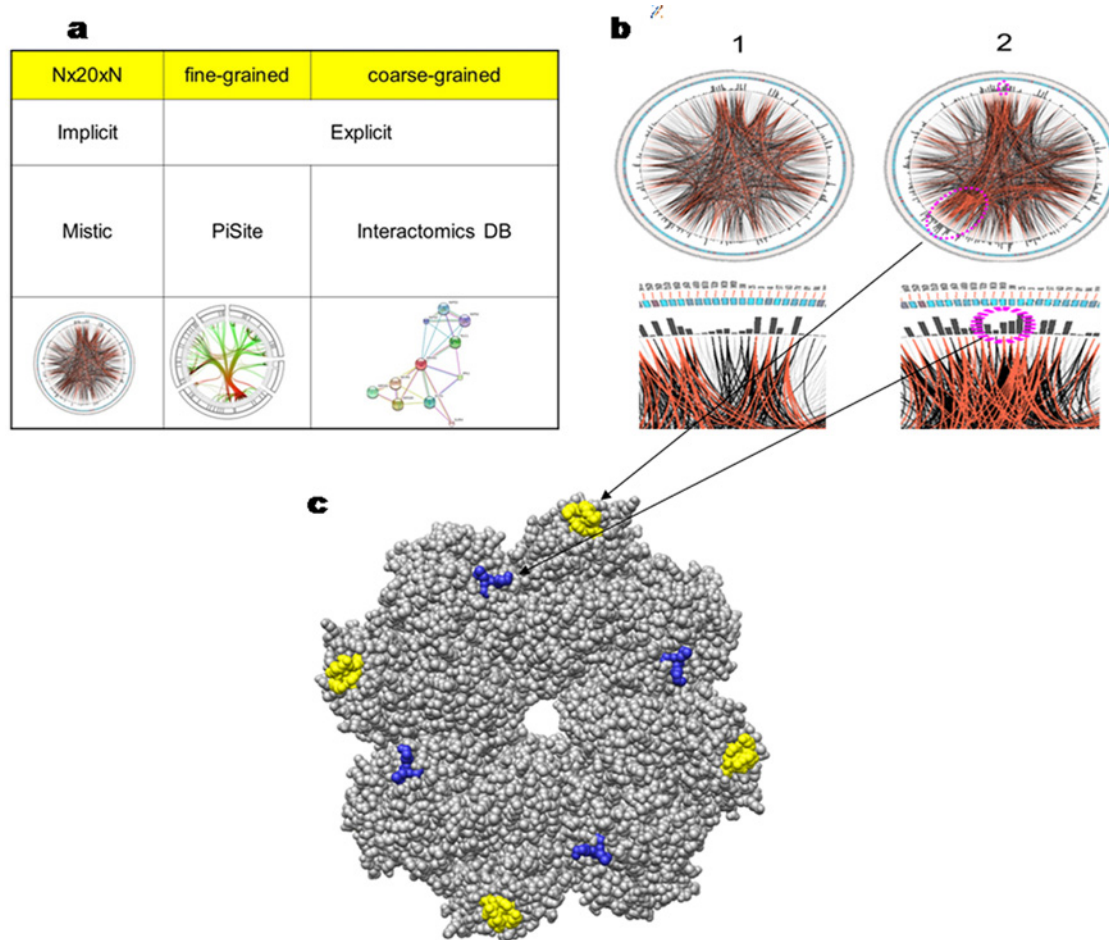 a
Nx20xN fine-grained coarse-grained
Implicit Explicit
Mistic PiSite Interactomics DB
b
1 2
c